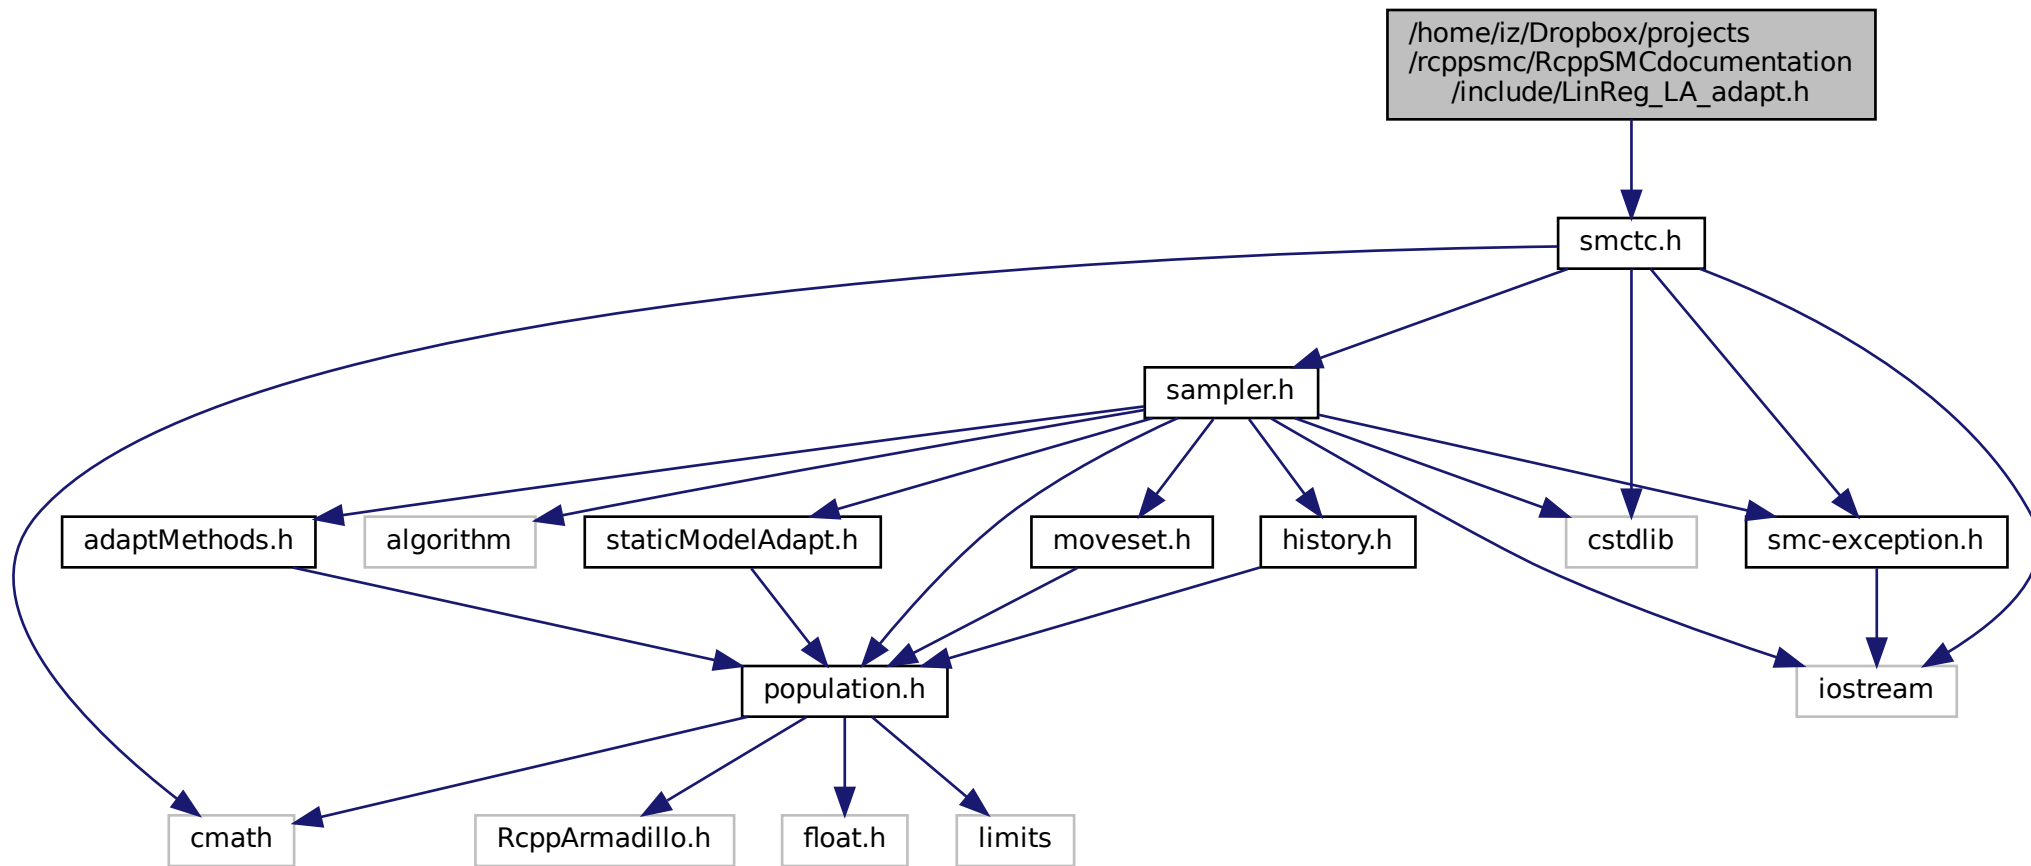 /home/iz/Dropbox/projects
/rcppsmc/RcppSMCdocumentation
/include/LinReg_LA_adapt.h
smctc.h
sampler.h
adaptMethods.h
algorithm
staticModelAdapt.h
moveset.h
history.h
cstdlib
smc-exception.h
population.h
iostream
cmath
RcppArmadillo.h
float.h
limits